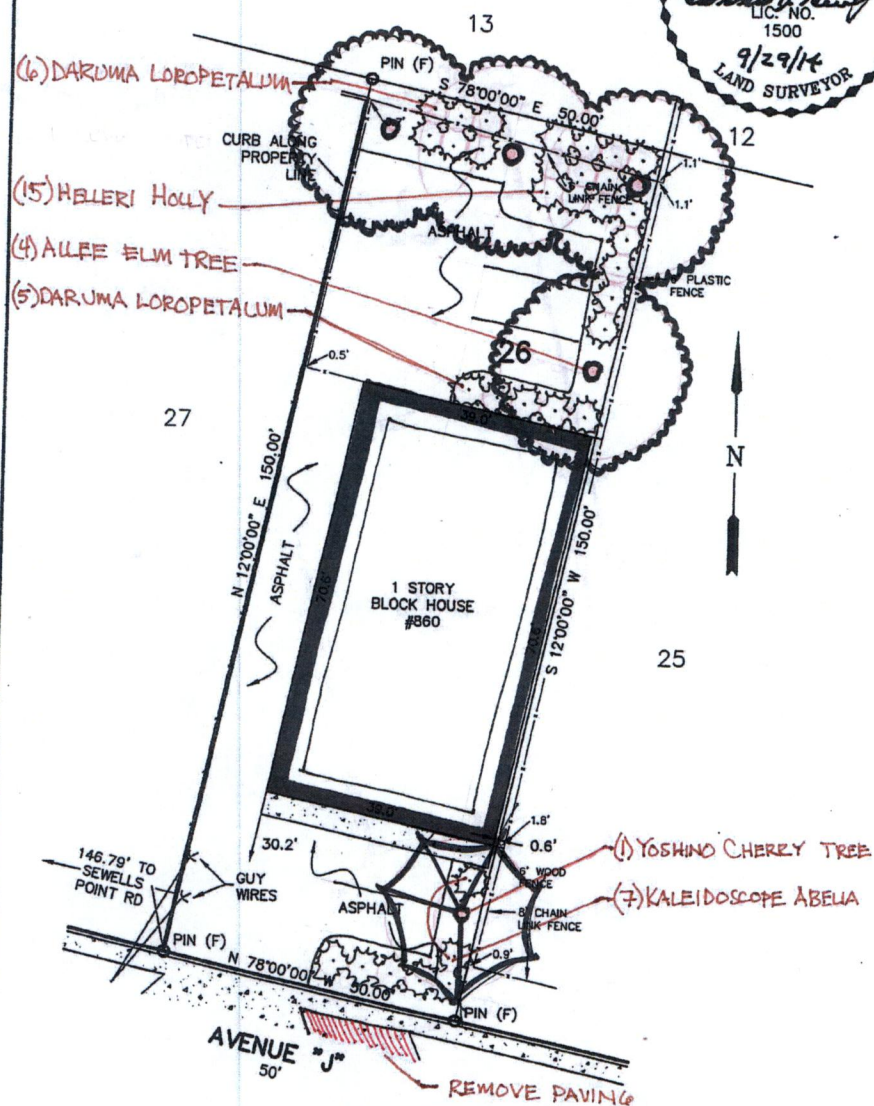 13
LIC. NO.
1500
9/29/14
LAND SURVEYOR
(6) DARUMA LOROPETALUM
PIN (F)
S 78°00'00" E 50.00'
12
CURB ALONG
PROPERTY
LINE
1.1'
6' CHAIN
LINK FENCE
1.1'
(15) HELLERI HOLLY
ASPHALT
(4) ALLEE ELM TREE
PLASTIC
FENCE
(5) DARUMA LOROPETALUM
26
0.5'
27
39.0'
N
N 12°00'00" E 150.00'
ASPHALT
70.6'
1 STORY
BLOCK HOUSE
#860
70.6'
S 12°00'00" W 150.00'
25
39.0'
1.8'
0.6'
30.2'
(1) YOSHINO CHERRY TREE
6' WOOD
FENCE
146.79' TO
SEWELLS
POINT RD
GUY
WIRES
ASPHALT
8' CHAIN
LINK FENCE
(7) KALEIDOSCOPE ABELIA
0.9'
PIN (F)
N 78°00'00" W 50.00'
PIN (F)
AVENUE "J"
50'
REMOVE PAVING